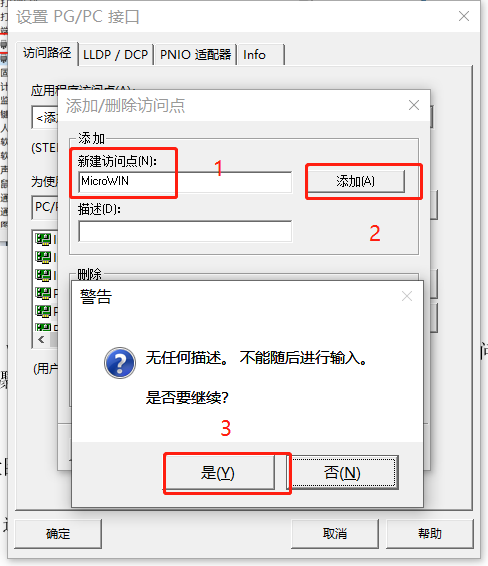 设置 PG/PC 接口
访问路径 LLDP / DCP PNIO 适配器 Info
应用程序访问点(A):
<添
添加/删除访问点
添加
新建访问点(N):
1
MicroWIN
添加(A)
描述(D):
2
(STE
为使用
PC/P
删除
警告
无任何描述。 不能随后进行输入。
是否要继续?
3
是(Y) 否(N)
(用户
确定 取消 帮助